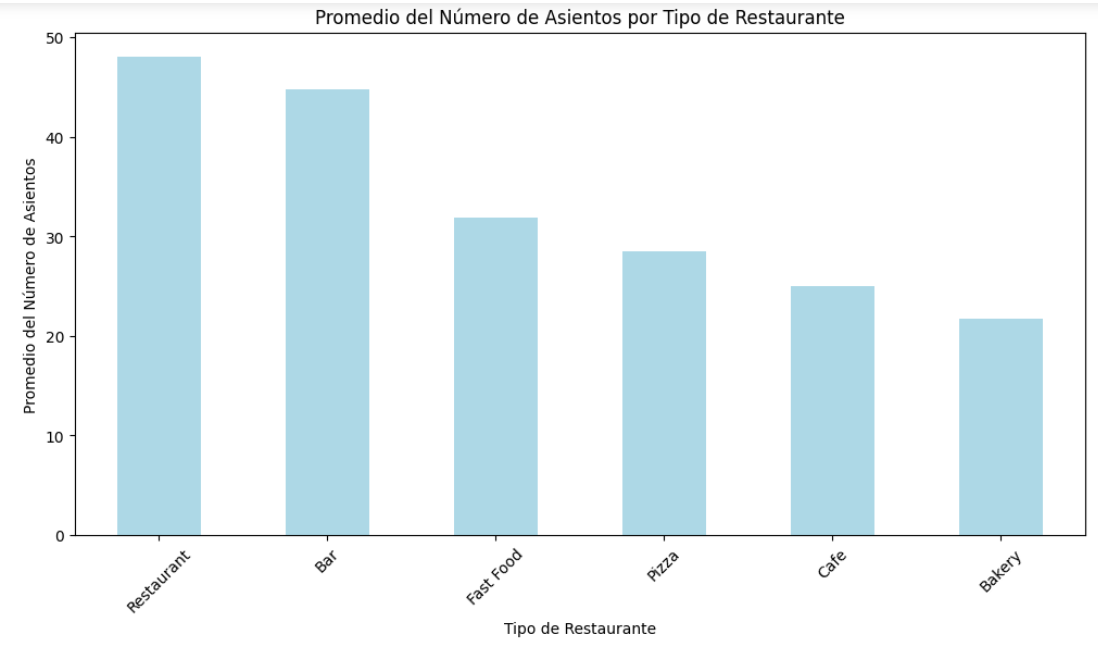 Promedio del Número de Asientos por Tipo de Restaurante
Promedio del Número de Asientos
50
40
30
20
10
0
Restaurant
Bar
Fast Food
Pizza
Cafe
Bakery
Tipo de Restaurante